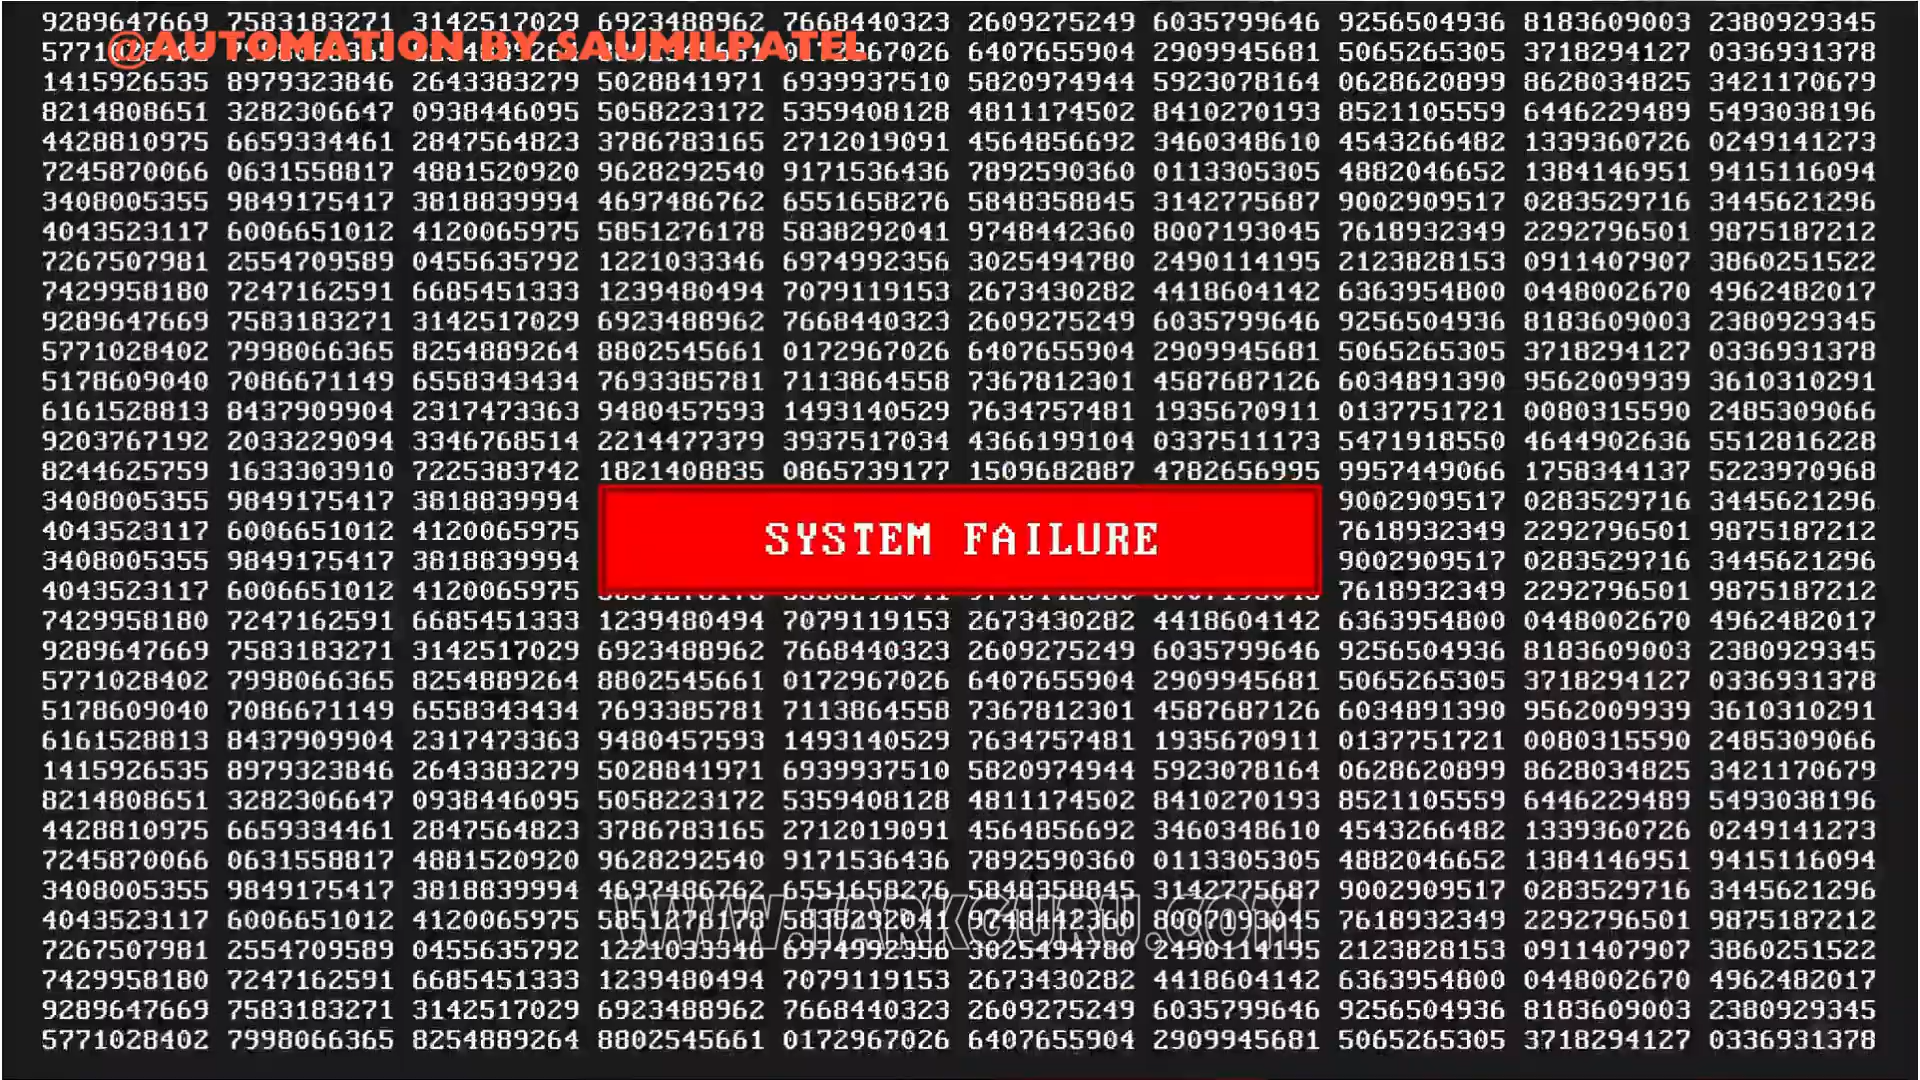 9289647669 7583183271 3142517029 6923488962 7668440323 2609275249 6035799646 9256504936 8183609003 2380929345
@AUTOMATION BY SAUMILPATEL
6407655904 2909945681 5065265305 3718294127 0336931378
1415926535 8979323846 2643383279 5028841971 6939937510 5820974944 5923078164 0628620899 8628034825 3421170679
8214808651 3282306647 0938446095 5058223172 5359408128 4811174502 8410270193 8521105559 6446229489 5493038196
4428810975 6659334461 2847564823 3786783165 2712019091 4564856692 3460348610 4543266482 1339360726 0249141273
7245870066 0631558817 4881520920 9628292540 9171536436 7892590360 0113305305 4882046652 1384146951 9415116094
3408005355 9849175417 3818839994 4697486762 6551658276 5848358845 3142775687 9002909517 0283529716 3445621296
4043523117 6006651012 4120065975 5851276178 5838292041 9748442360 8007193045 7618932349 2292796501 9875187212
7267507981 2554709589 0455635792 1221033346 6974992356 3025494780 2490114195 2123828153 0911407907 3860251522
7429958180 7247162591 6685451333 1239480494 7079119153 2673430282 4418604142 6363954800 0448002670 4962482017
9289647669 7583183271 3142517029 6923488962 7668440323 2609275249 6035799646 9256504936 8183609003 2380929345
5771028402 7998066365 8254889264 8802545661 0172967026 6407655904 2909945681 5065265305 3718294127 0336931378
5178609040 7086671149 6558343434 7693385781 7113864558 7367812301 4587687126 6034891390 9562009939 3610310291
6161528813 8437909904 2317473363 9480457593 1493140529 7634757481 1935670911 0137751721 0080315590 2485309066
9203767192 2033229094 3346768514 2214477379 3937517034 4366199104 0337511173 5471918550 4644902636 5512816228
8244625759 1633303910 7225383742 1821408835 0865739177 1509682887 4782656995 9957449066 1758344137 5223970968
3408005355 9849175417 3818839994 9002909517 0283529716 3445621296
4043523117 6006651012 4120065975 7618932349 2292796501 9875187212
SYSTEM FAILURE
3408005355 9849175417 3818839994 9002909517 0283529716 3445621296
4043523117 6006651012 4120065975 7618932349 2292796501 9875187212
7429958180 7247162591 6685451333 1239480494 7079119153 2673430282 4418604142 6363954800 0448002670 4962482017
9289647669 7583183271 3142517029 6923488962 7668440323 2609275249 6035799646 9256504936 8183609003 2380929345
5771028402 7998066365 8254889264 8802545661 0172967026 6407655904 2909945681 5065265305 3718294127 0336931378
5178609040 7086671149 6558343434 7693385781 7113864558 7367812301 4587687126 6034891390 9562009939 3610310291
6161528813 8437909904 2317473363 9480457593 1493140529 7634757481 1935670911 0137751721 0080315590 2485309066
1415926535 8979323846 2643383279 5028841971 6939937510 5820974944 5923078164 0628620899 8628034825 3421170679
8214808651 3282306647 0938446095 5058223172 5359408128 4811174502 8410270193 8521105559 6446229489 5493038196
4428810975 6659334461 2847564823 3786783165 2712019091 4564856692 3460348610 4543266482 1339360726 0249141273
7245870066 0631558817 4881520920 9628292540 9171536436 7892590360 0113305305 4882046652 1384146951 9415116094
3408005355 9849175417 3818839994 4697486762 6551658276 5848358845 3142775687 9002909517 0283529716 3445621296
4043523117 6006651012 4120065975 5851276178 5838292041 9748442360 8007193045 7618932349 2292796501 9875187212
WWW.TARKGURU.COM
7267507981 2554709589 0455635792 1221033346 6974992356 3025494780 2490114195 2123828153 0911407907 3860251522
7429958180 7247162591 6685451333 1239480494 7079119153 2673430282 4418604142 6363954800 0448002670 4962482017
9289647669 7583183271 3142517029 6923488962 7668440323 2609275249 6035799646 9256504936 8183609003 2380929345
5771028402 7998066365 8254889264 8802545661 0172967026 6407655904 2909945681 5065265305 3718294127 0336931378